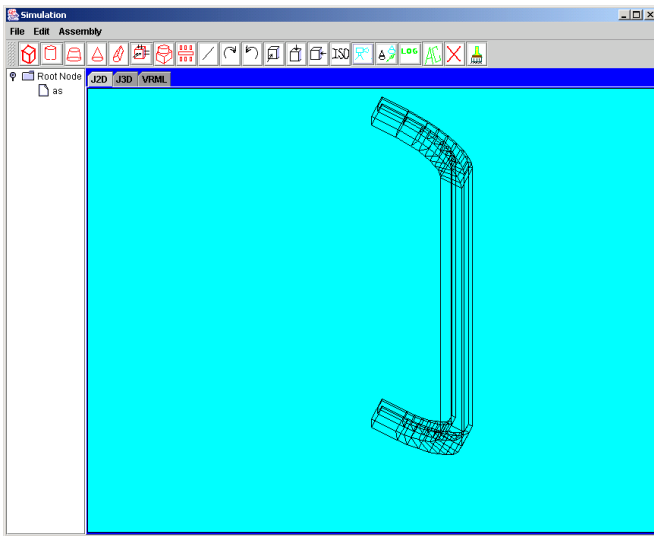 Simulation
File Edit Assembly
ISO LOG
Root Node
as
J2D J3D VRML